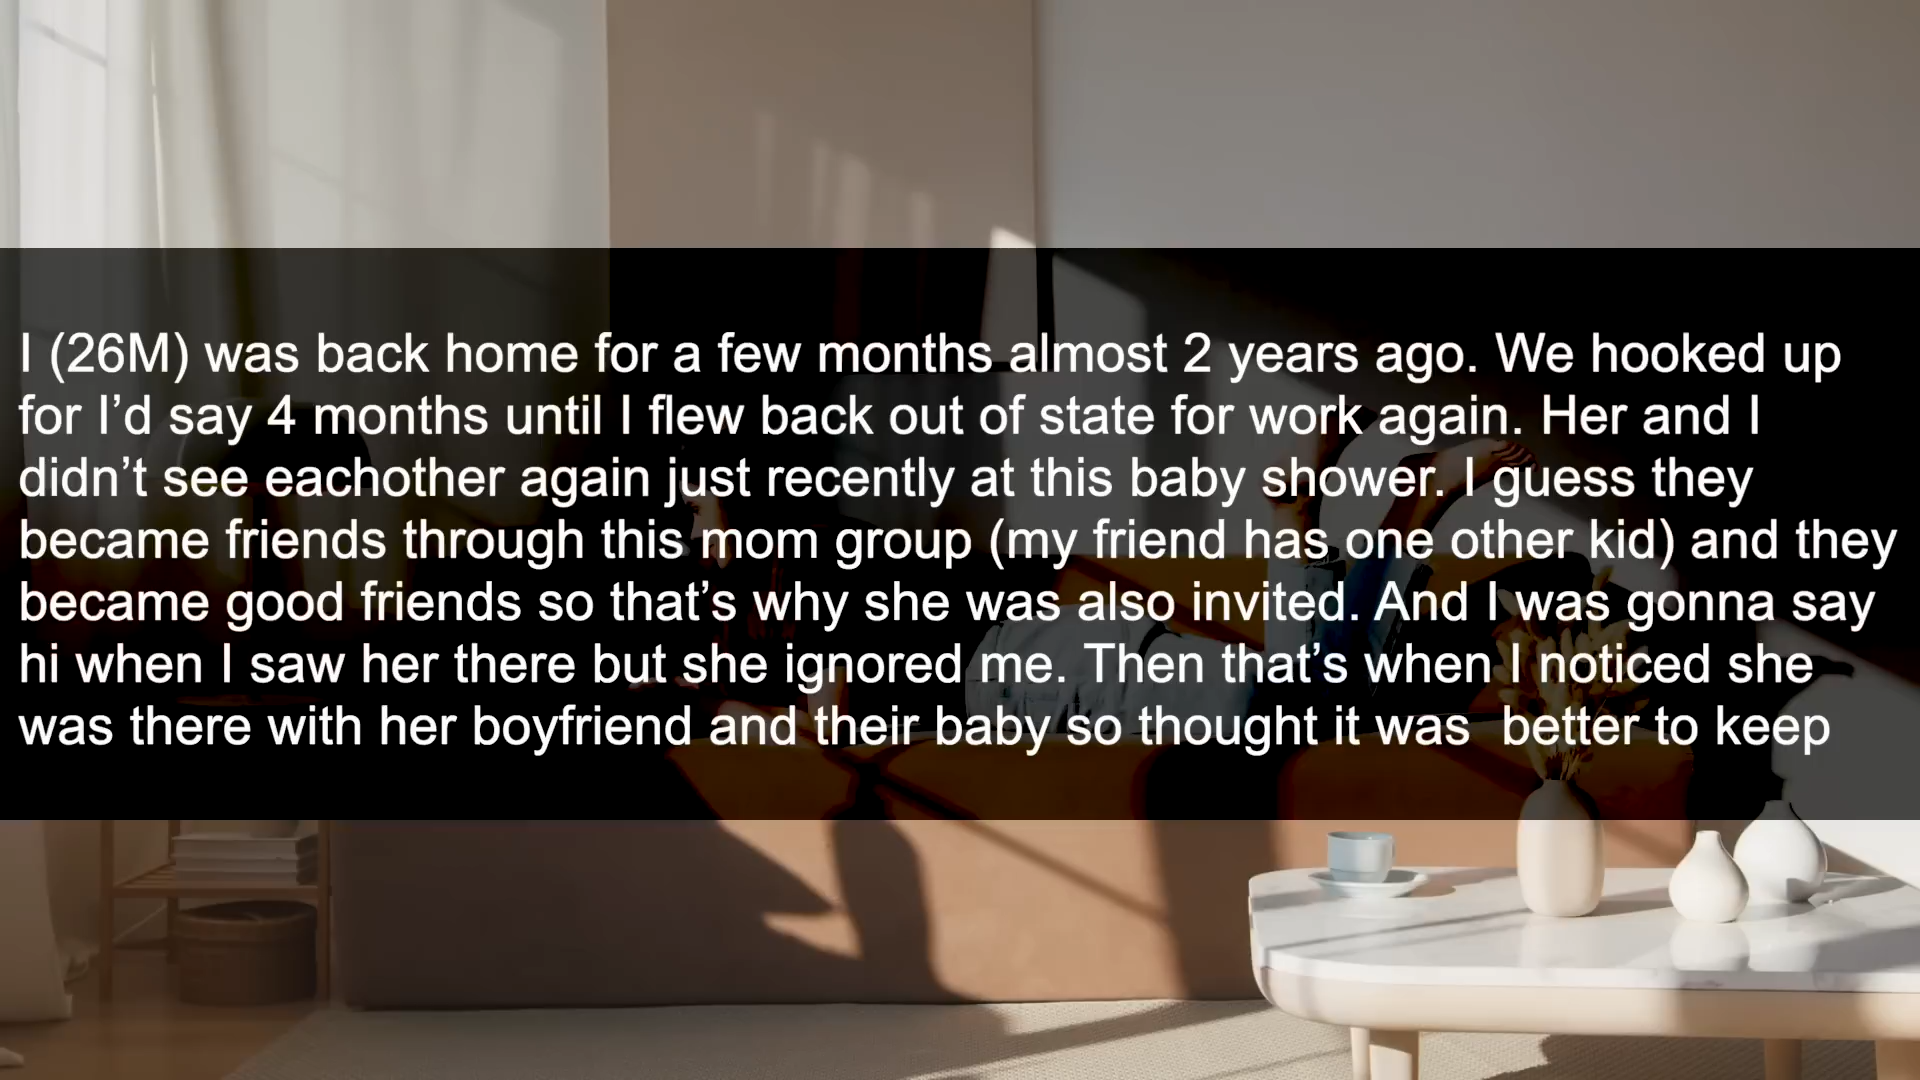 I (26M) was back home for a few months almost 2 years ago. We hooked up
for I’d say 4 months until I flew back out of state for work again. Her and I
didn’t see eachother again just recently at this baby shower. I guess they
became friends through this mom group (my friend has one other kid) and they
became good friends so that’s why she was also invited. And I was gonna say
hi when I saw her there but she ignored me. Then that’s when I noticed she
was there with her boyfriend and their baby so thought it was  better to keep